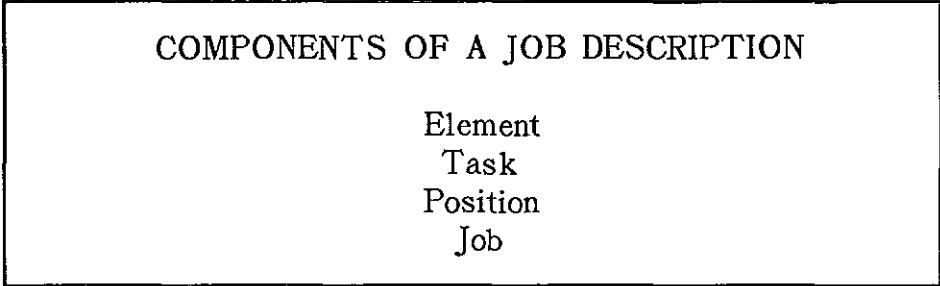 COMPONENTS OF A JOB DESCRIPTION
Element
Task
Position
Job